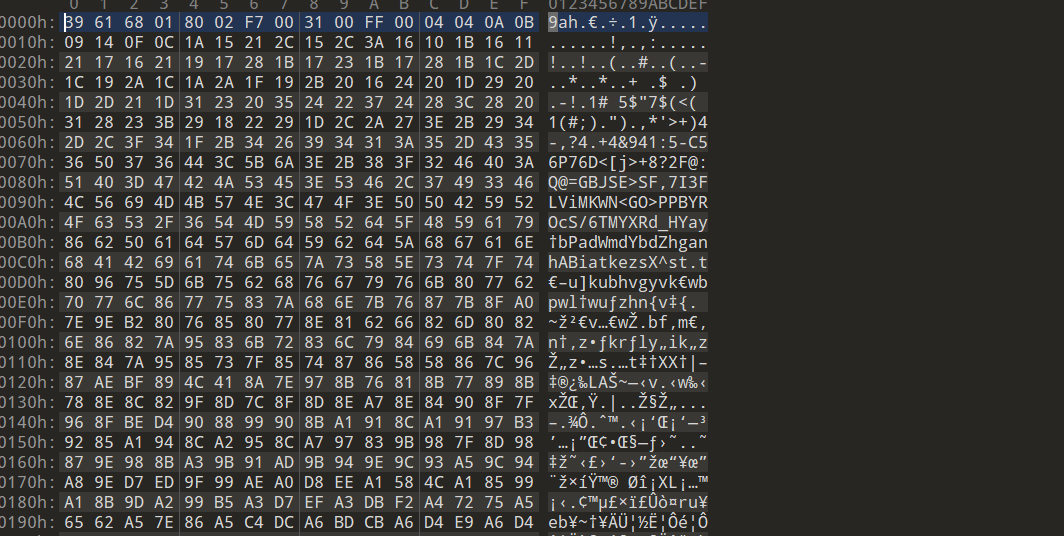 0 1 2 3 4 5 6 7 8 9 A B C D E F 0123456789ABCDEF
0000h: 39 61 68 01 80 02 F7 00 31 00 FF 00 04 04 0A 0B 9ah.€.÷.1.ÿ.....
0010h: 09 14 0F 0C 1A 15 21 2C 15 2C 3A 16 10 1B 16 11 ......!,.,:.....
0020h: 21 17 16 21 19 17 28 1B 17 23 1B 17 28 1B 1C 2D !..!..(..#..(..-
0030h: 1C 19 2A 1C 1A 2A 1F 19 2B 20 16 24 20 1D 29 20 ..*..*..+ .$ .)
0040h: 1D 2D 21 1D 31 23 20 35 24 22 37 24 28 3C 28 20 .-!.1# 5$"7$(<(
0050h: 31 28 23 3B 29 18 22 29 1D 2C 2A 27 3E 2B 29 34 1(#;).").,*'>+)4
0060h: 2D 2C 3F 34 1F 2B 34 26 39 34 31 3A 35 2D 43 35 -,?4.+4&941:5-C5
0070h: 36 50 37 36 44 3C 5B 6A 3E 2B 38 3F 32 46 40 3A 6P76D<[j>+8?2F@:
0080h: 51 40 3D 47 42 4A 53 45 3E 53 46 2C 37 49 33 46 Q@=GBJSE>SF,7I3F
0090h: 4C 56 69 4D 4B 57 4E 3C 47 4F 3E 50 50 42 59 52 LViMKWN<GO>PPBYR
00A0h: 4F 63 53 2F 36 54 4D 59 58 52 64 5F 48 59 61 79 OcS/6TMYXRd_HYay
00B0h: 86 62 50 61 64 57 6D 64 59 62 64 5A 68 67 61 6E †bPadWmdYbdZhgan
00C0h: 68 41 42 69 61 74 6B 65 7A 73 58 5E 73 74 7F 74 hABiatkezsX^st.t
00D0h: 80 96 75 5D 6B 75 62 68 76 67 79 76 6B 80 77 62 €–u]kubhvgyvk€wb
00E0h: 70 77 6C 86 77 75 83 7A 68 6E 7B 76 87 7B 8F A0 pwl†wuƒzhn{v‡{.
00F0h: 7E 9E B2 80 76 85 80 77 8E 81 62 66 82 6D 80 82 ~ž²€v…€wŽ.bf‚m€‚
0100h: 6E 86 82 7A 95 83 6B 72 83 6C 79 84 69 6B 84 7A n†‚z•ƒkrƒly„ik„z
0110h: 8E 84 7A 95 85 73 7F 85 74 87 86 58 58 86 7C 96 Ž„z•…s.…t‡†XX†|–
0120h: 87 AE BF 89 4C 41 8A 7E 97 8B 76 81 8B 77 89 8B ‡®¿‰LAŠ~—‹v.‹w‰‹
0130h: 78 8E 8C 82 9F 8D 7C 8F 8D 8E A7 8E 84 90 8F 7F xŽŒ‚Ÿ.|..Ž§Ž„...
0140h: 96 8F BE D4 90 88 99 90 8B A1 91 8C A1 91 97 B3 –.¾Ô.ˆ™.‹¡‘Œ¡‘—³
0150h: 92 85 A1 94 8C A2 95 8C A7 97 83 9B 98 7F 8D 98 ’…¡”Œ¢•Œ§—ƒ›˜..˜
0160h: 87 9E 98 8B A3 9B 91 AD 9B 94 9E 9C 93 A5 9C 94 ‡ž˜‹£›‘-›”žœ“¥œ”
0170h: A8 9E D7 ED 9F 99 AE A0 D8 EE A1 58 4C A1 85 99 ¨ž×íŸ™® Øî¡XL¡…™
0180h: A1 8B 9D A2 99 B5 A3 D7 EF A3 DB F2 A4 72 75 A5 ¡‹.¢™µ£×ï£Ûò¤ru¥
0190h: 65 62 A5 7E 86 A5 C4 DC A6 BD CB A6 D4 E9 A6 D4 eb¥~†¥ÄÜ¦½Ë¦Ôé¦Ô